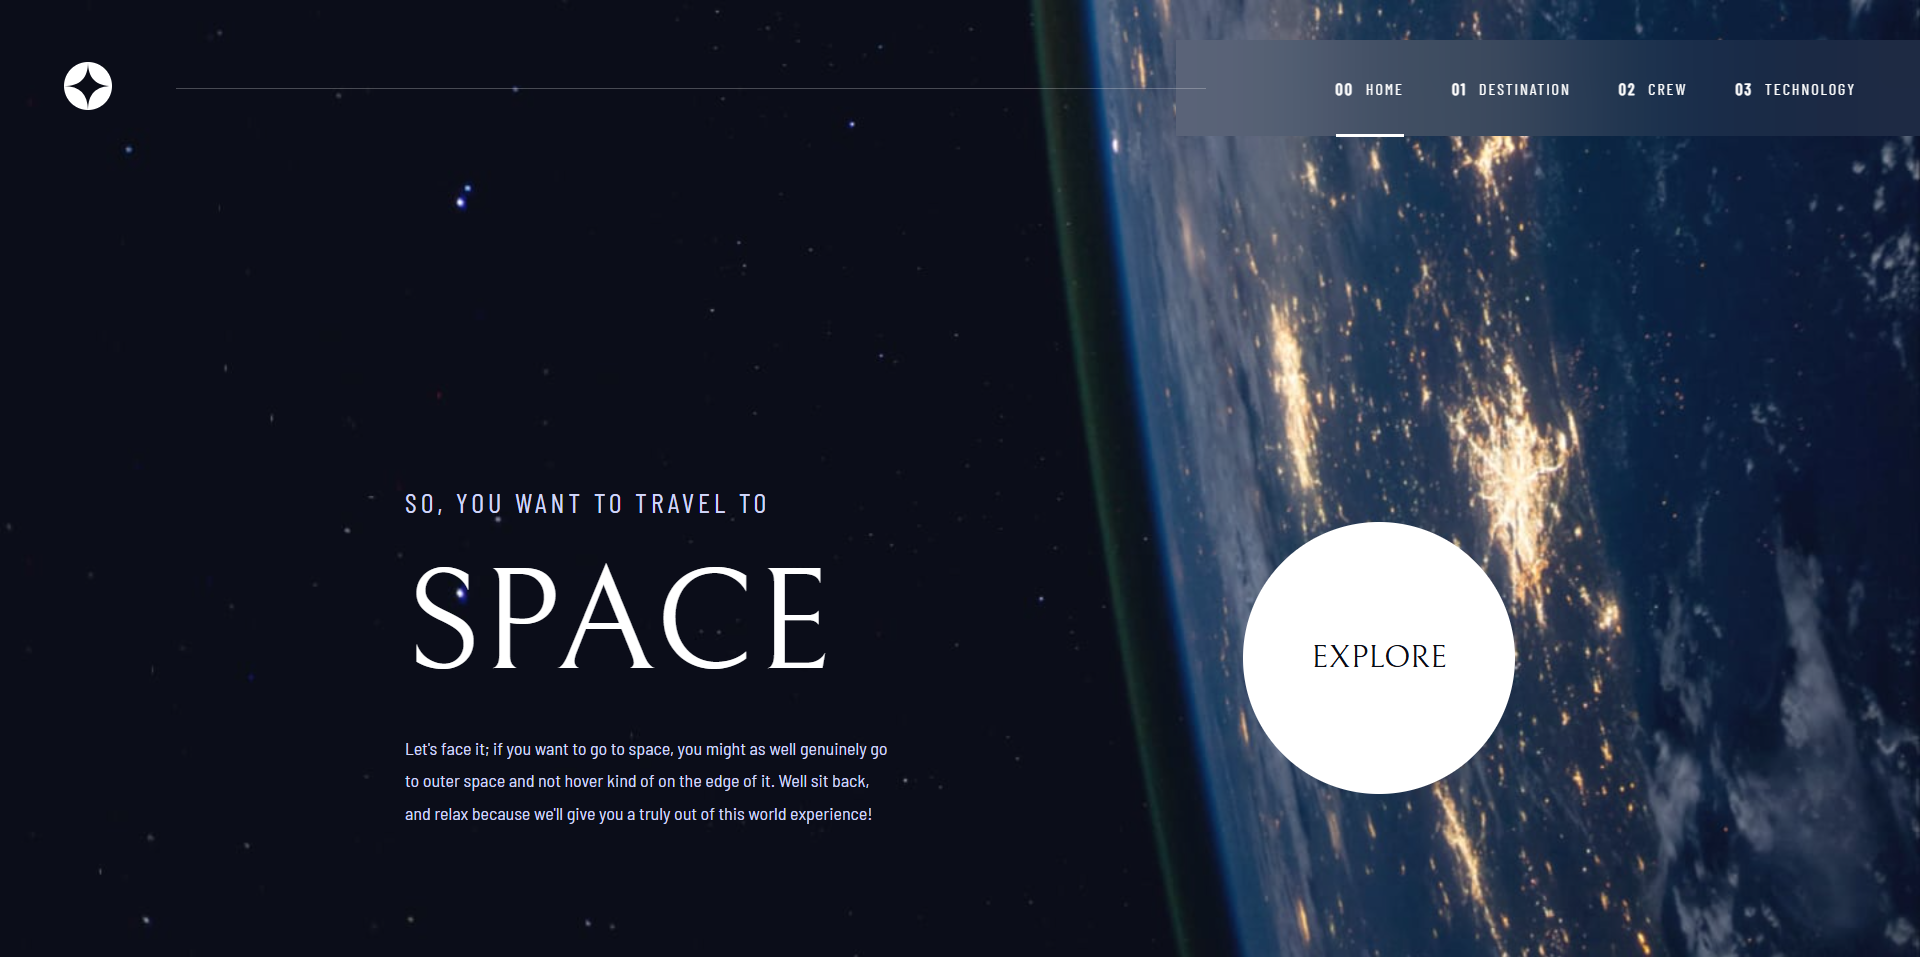 00 HOME 01 DESTINATION 02 CREW 03 TECHNOLOGY
SO, YOU WANT TO TRAVEL TO
SPACE
Let's face it; if you want to go to space, you might as well genuinely go
to outer space and not hover kind of on the edge of it. Well sit back,
and relax because we'll give you a truly out of this world experience!
EXPLORE